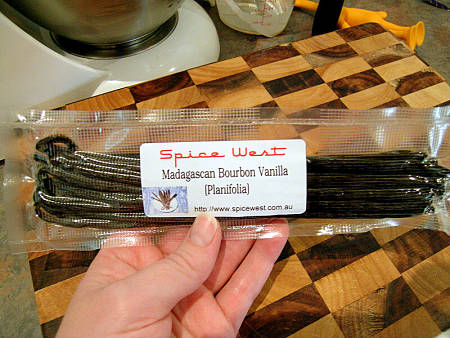 Spice West
Madagascan Bourbon Vanilla
(Planifolia)
http://www.spicewest.com.au